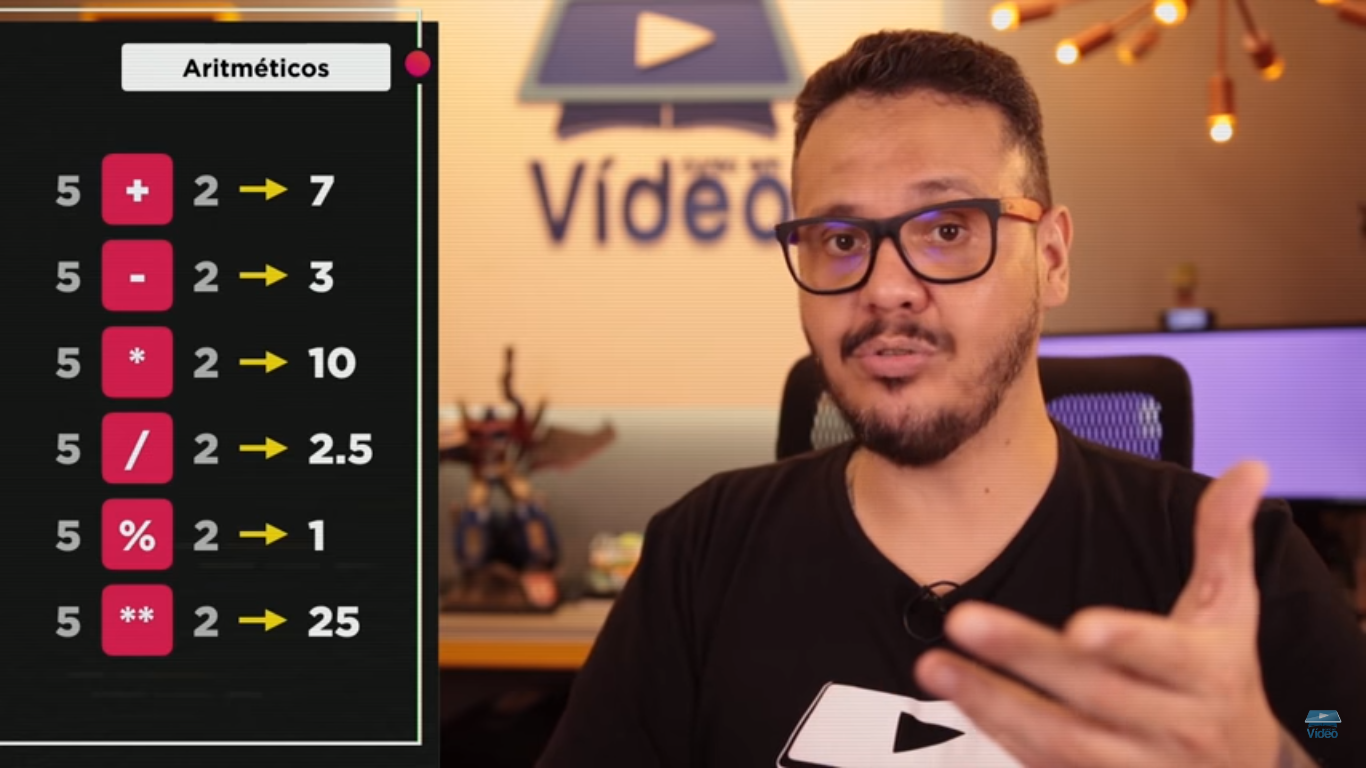 Aritméticos
5 + 2 → 7
5 - 2 → 3
5 * 2 → 10
5 / 2 → 2.5
5 % 2 → 1
5 ** 2 → 25
Vídeo
Vídeo